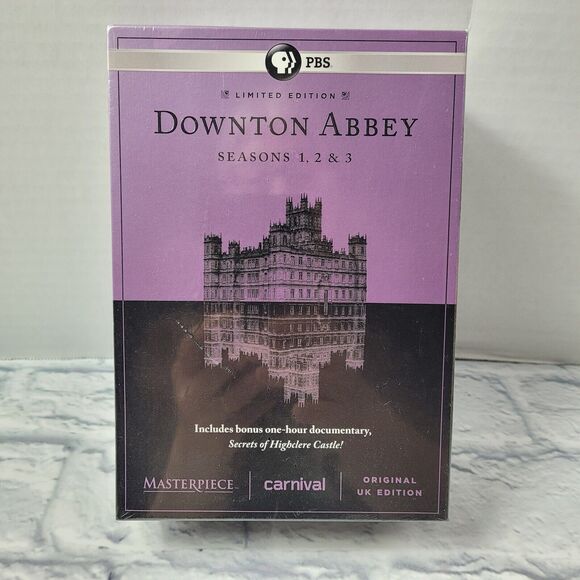 PBS
LIMITED EDITION
DOWNTON ABBEY
SEASONS 1, 2 & 3
Includes bonus one-hour documentary,
Secrets of Highclere Castle!
MASTERPIECE
carnival
ORIGINAL
UK EDITION